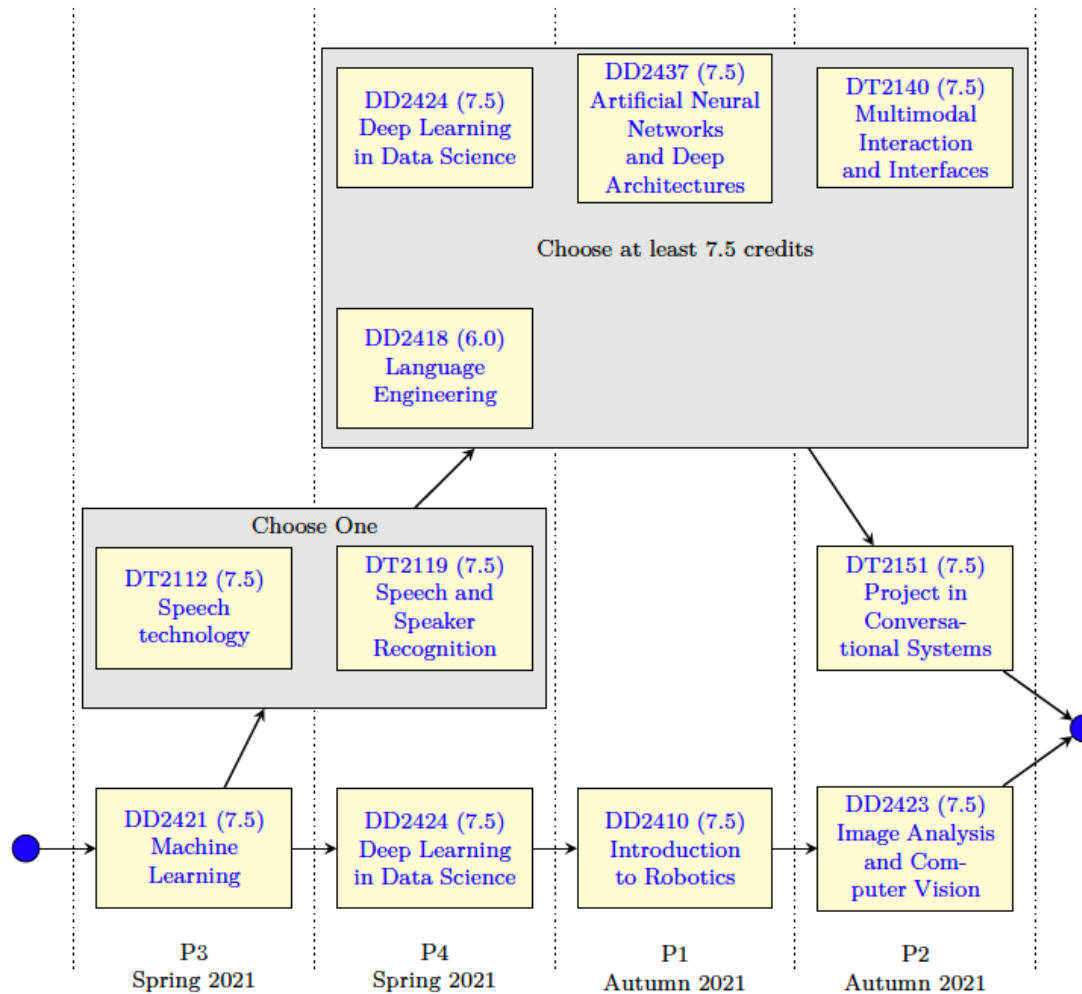 DD2424 (7.5)
Deep Learning
in Data Science
DD2437 (7.5)
Artificial Neural
Networks
and Deep
Architectures
DT2140 (7.5)
Multimodal
Interaction
and Interfaces
Choose at least 7.5 credits
DD2418 (6.0)
Language
Engineering
Choose One
DT2112 (7.5)
Speech
technology
DT2119 (7.5)
Speech and
Speaker
Recognition
DT2151 (7.5)
Project in
Conversa-
tional Systems
DD2421 (7.5)
Machine
Learning
DD2424 (7.5)
Deep Learning
in Data Science
DD2410 (7.5)
Introduction
to Robotics
DD2423 (7.5)
Image Analysis
and Com-
puter Vision
P3
Spring 2021
P4
Spring 2021
P1
Autumn 2021
P2
Autumn 2021